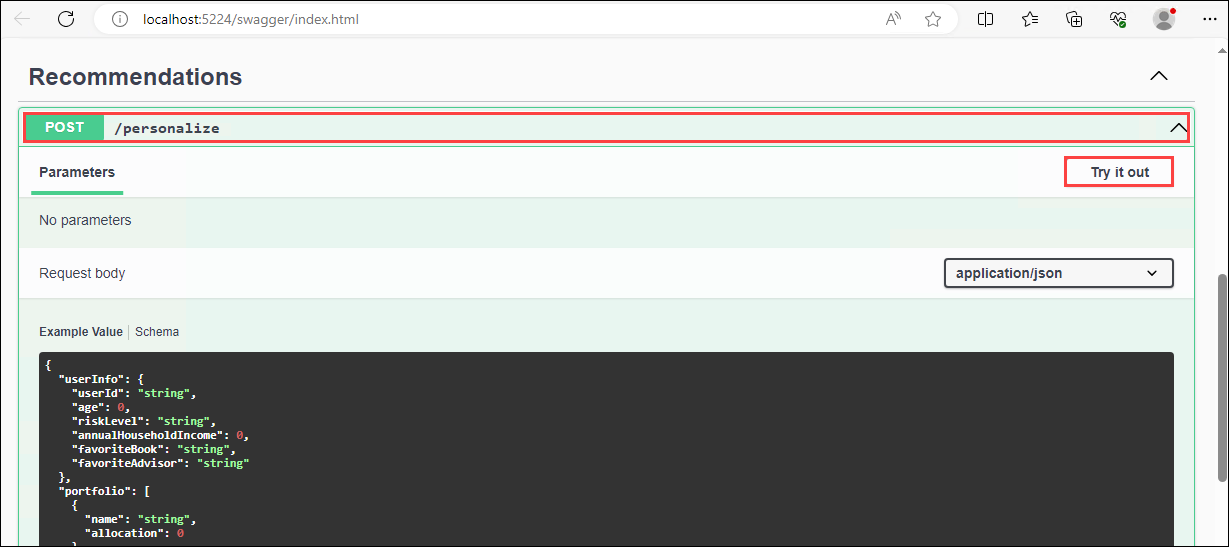 localhost:5224/swagger/index.html
Recommendations
POST /personalize
Parameters Try it out
No parameters
Request body application/json
Example Value Schema
{
  "userInfo": {
    "userId": "string",
    "age": 0,
    "riskLevel": "string",
    "annualHouseholdIncome": 0,
    "favoriteBook": "string",
    "favoriteAdvisor": "string"
  },
  "portfolio": [
    {
      "name": "string",
      "allocation": 0
    }